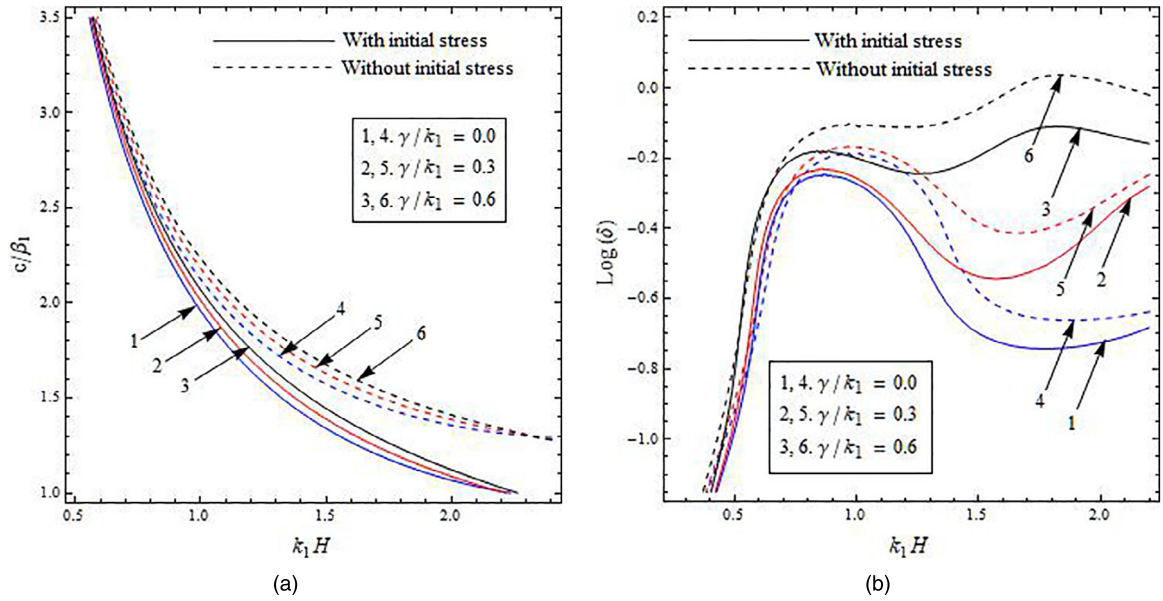 3.5
3.0
2.5
2.0
1.5
1.0
c/β₁
With initial stress
Without initial stress
1, 4. γ/k₁ = 0.0
2, 5. γ/k₁ = 0.3
3, 6. γ/k₁ = 0.6
1
2
3
4
5
6
0.5 1.0 1.5 2.0
k₁H
(a)
0.2
0.0
−0.2
−0.4
−0.6
−0.8
−1.0
Log(δ)
With initial stress
Without initial stress
6
3
5
2
4
1
1, 4. γ/k₁ = 0.0
2, 5. γ/k₁ = 0.3
3, 6. γ/k₁ = 0.6
0.5 1.0 1.5 2.0
k₁H
(b)